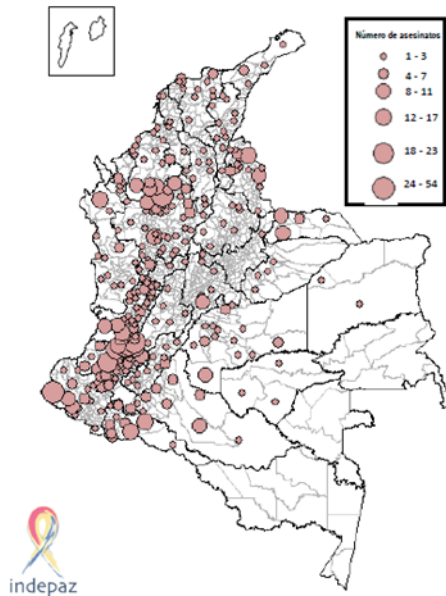 Número de asesinatos
1 - 3
4 - 7
8 - 11
12 - 17
18 - 23
24 - 54
indepaz